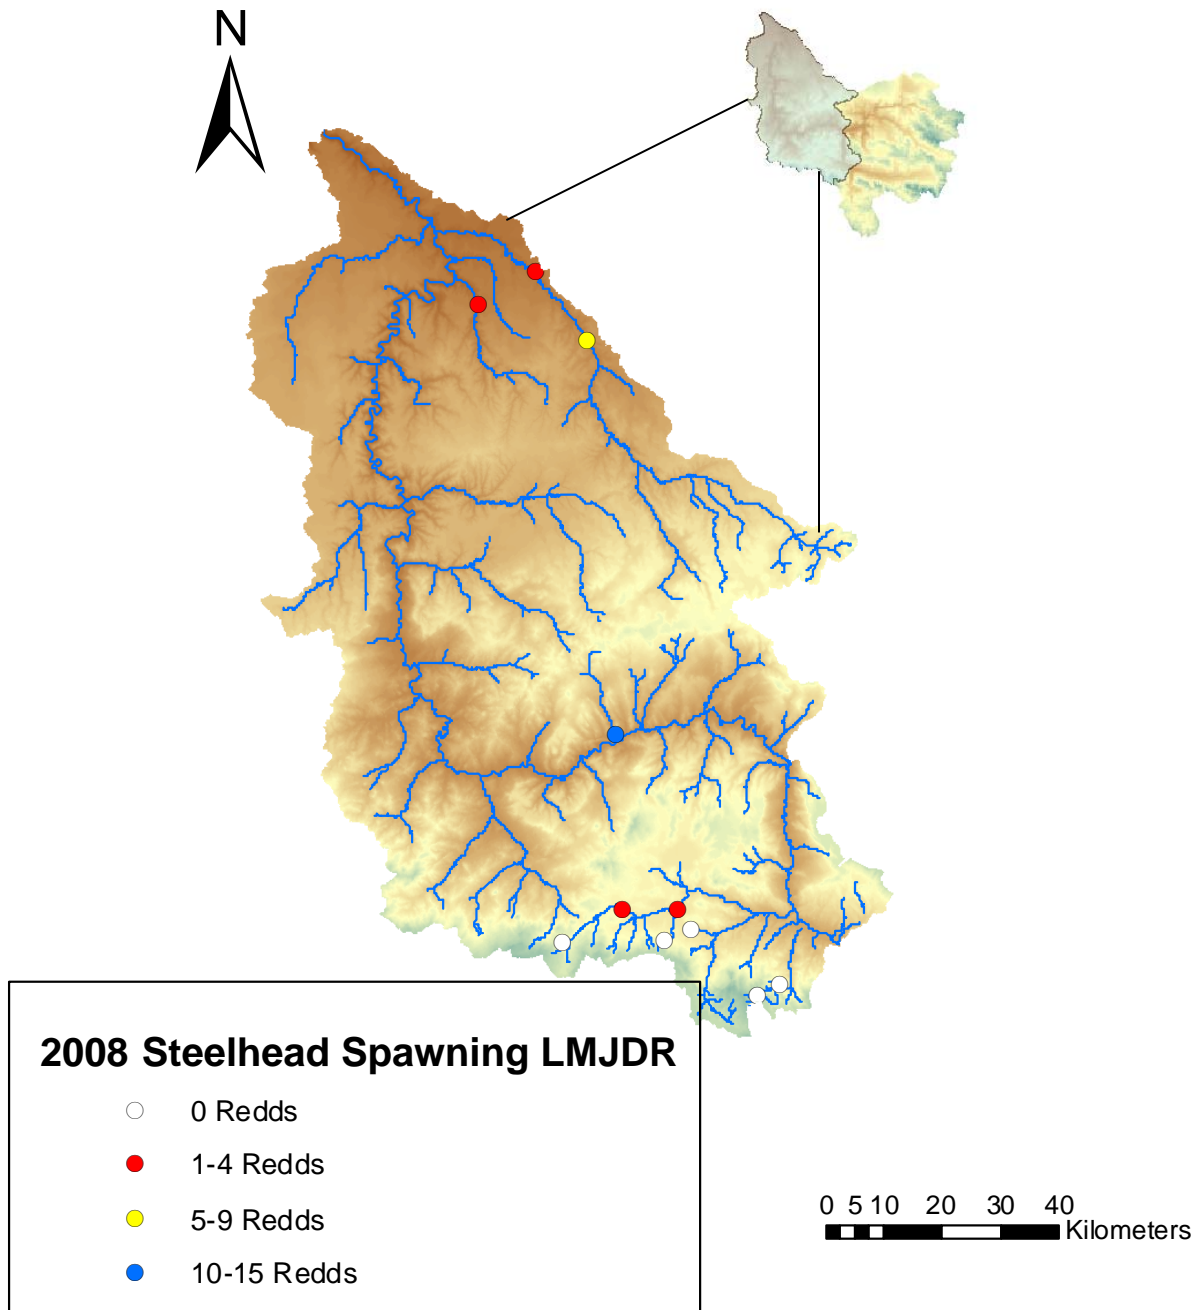 N
2008 Steelhead Spawning LMJDR
0 Redds
1-4 Redds
5-9 Redds
10-15 Redds
0 5 10 20 30 40
Kilometers